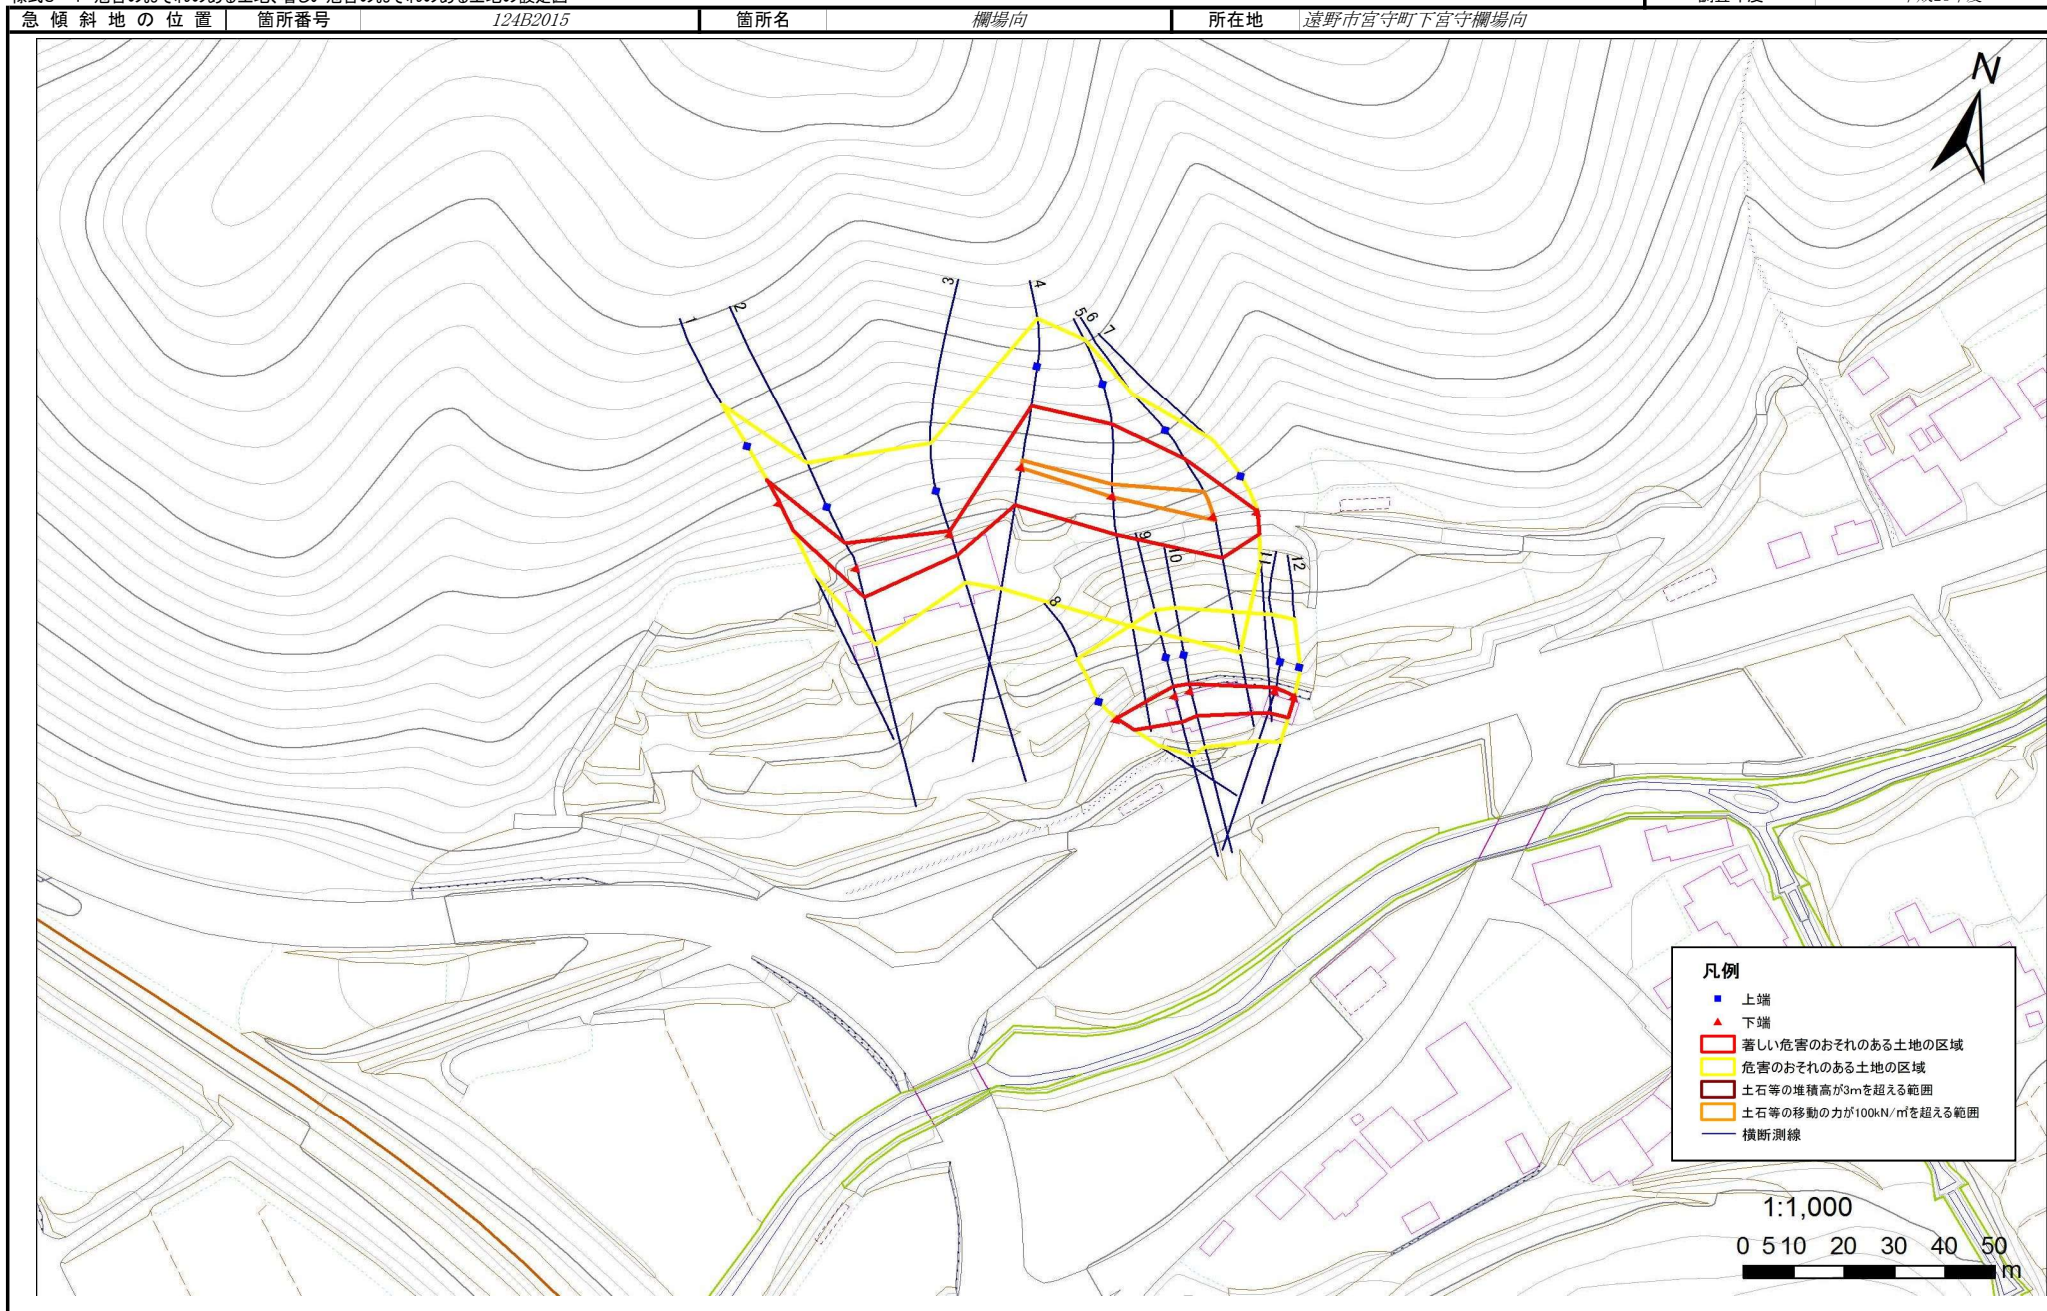 急傾斜地の位置 箇所番号 124B2015 箇所名 欄場向 所在地 遠野市宮守町下宮守欄場向
N
1 2 3 4 5 6 7
8 9 10 11 12
凡例
上端
下端
著しい危害のおそれのある土地の区域
危害のおそれのある土地の区域
土石等の堆積高が3mを超える範囲
土石等の移動の力が100kN/㎡を超える範囲
横断測線
1:1,000
0 5 10 20 30 40 50
m